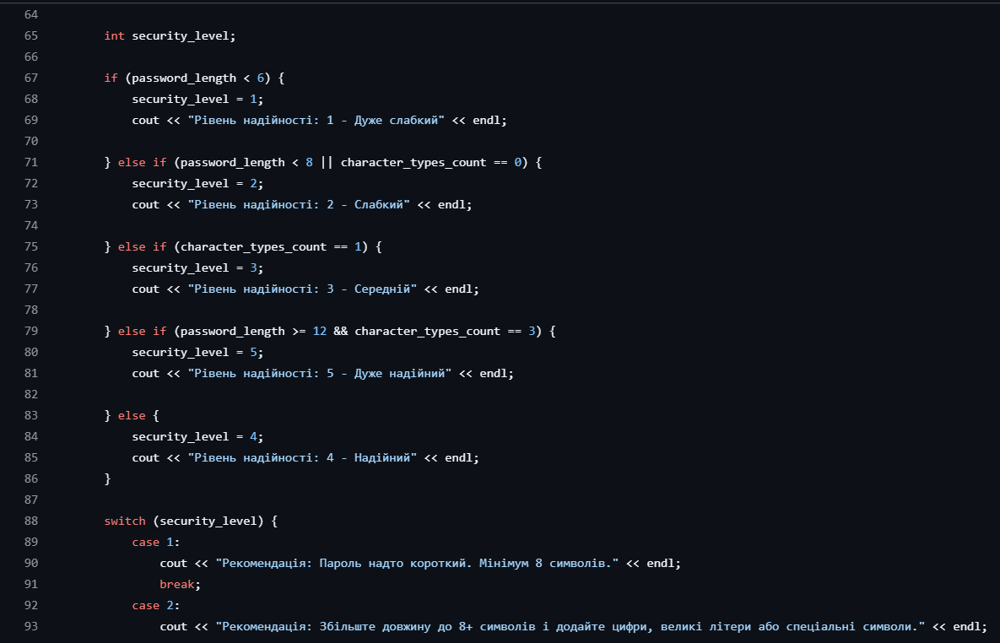 64
65 int security_level;
66
67 if (password_length < 6) {
68 security_level = 1;
69 cout << "Рівень надійності: 1 - Дуже слабкий" << endl;
70
71 } else if (password_length < 8 || character_types_count == 0) {
72 security_level = 2;
73 cout << "Рівень надійності: 2 - Слабкий" << endl;
74
75 } else if (character_types_count == 1) {
76 security_level = 3;
77 cout << "Рівень надійності: 3 - Середній" << endl;
78
79 } else if (password_length >= 12 && character_types_count == 3) {
80 security_level = 5;
81 cout << "Рівень надійності: 5 - Дуже надійний" << endl;
82
83 } else {
84 security_level = 4;
85 cout << "Рівень надійності: 4 - Надійний" << endl;
86 }
87
88 switch (security_level) {
89 case 1:
90 cout << "Рекомендація: Пароль надто короткий. Мінімум 8 символів." << endl;
91 break;
92 case 2:
93 cout << "Рекомендація: Збільште довжину до 8+ символів і додайте цифри, великі літери або спеціальні символи." << endl;